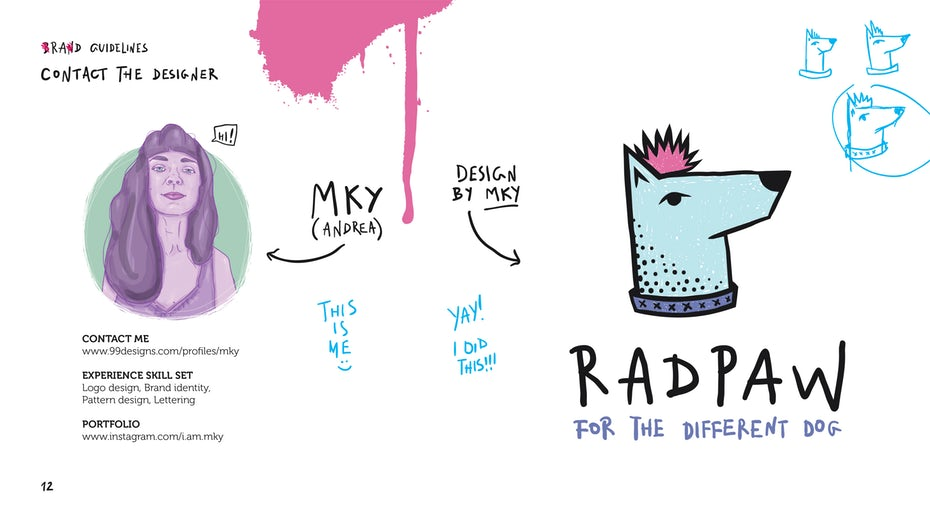 BRAND GUIDELINES
CONTACT THE DESIGNER
HI!
MKY
(ANDREA)
DESIGN
BY MKY
THIS
IS
ME
YAY!
I DID
THIS!!!
CONTACT ME
www.99designs.com/profiles/mky
EXPERIENCE SKILL SET
Logo design, Brand identity,
Pattern design, Lettering
PORTFOLIO
www.instagram.com/i.am.mky
RADPAW
FOR THE DIFFERENT DOG
12